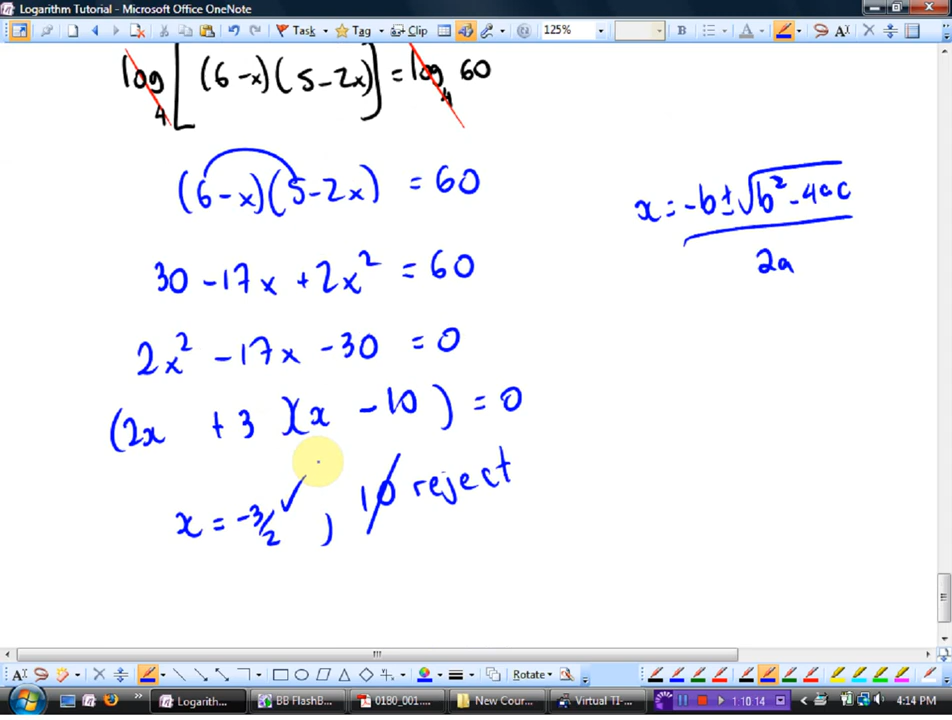 Logarithm Tutorial - Microsoft Office OneNote
Task Tag Clip 125% B A
log₄ [(6-x)(5-2x)] = log₄ 60
(6-x)(5-2x) = 60
x = -b±√b²-4ac
2a
30 -17x +2x² = 60
2x² -17x -30 = 0
(2x +3)(x -10) = 0
x = -3/2 ✓, 10 reject
Rotate
Logarithm... BB FlashB... 0180_001.... New Cour... Virtual TI-... 1:10:14 4:14 PM